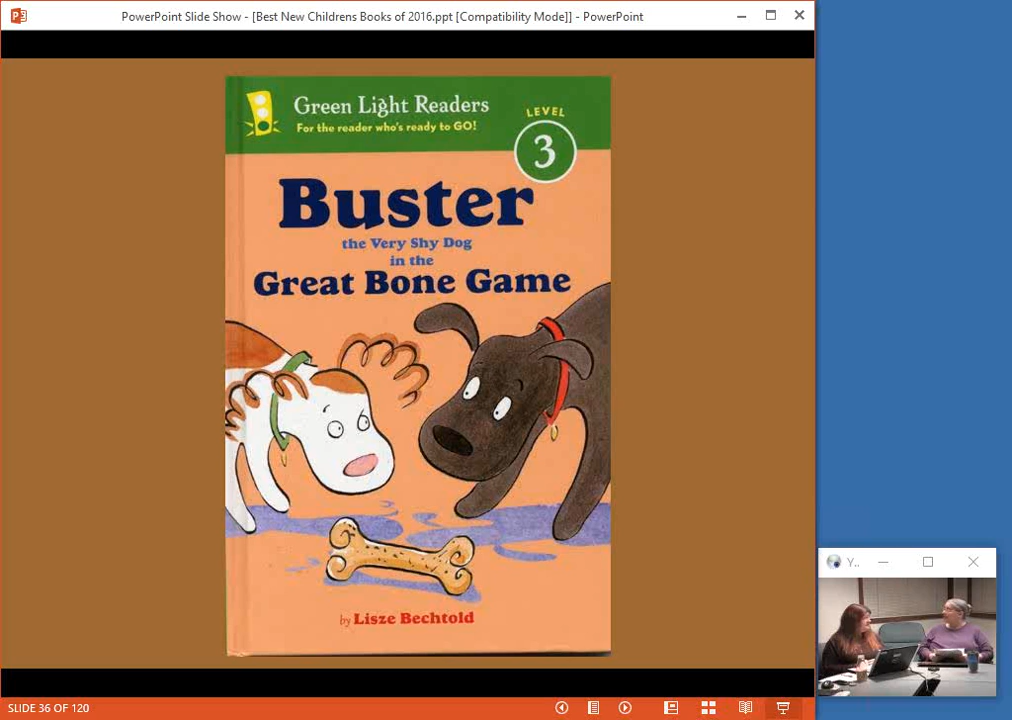 PowerPoint Slide Show - [Best New Childrens Books of 2016.ppt [Compatibility Mode]] - PowerPoint
Green Light Readers
For the reader who's ready to GO!
LEVEL
3
Buster
the Very Shy Dog
in the
Great Bone Game
by Lisze Bechtold
Y..
SLIDE 36 OF 120